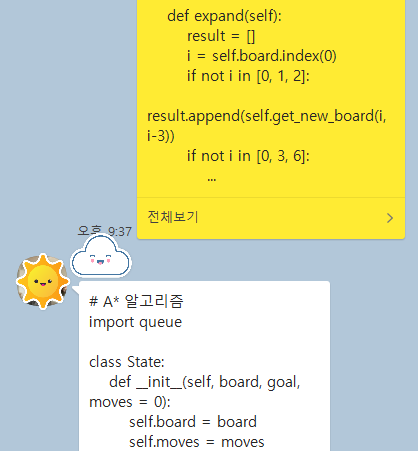 def expand(self):
result = []
i = self.board.index(0)
if not i in [0, 1, 2]:
result.append(self.get_new_board(i,
i-3))
if not i in [0, 3, 6]:
...
전체보기
오후 9:37
# A* 알고리즘
import queue
class State:
def __init__(self, board, goal,
moves = 0):
self.board = board
self.moves = moves